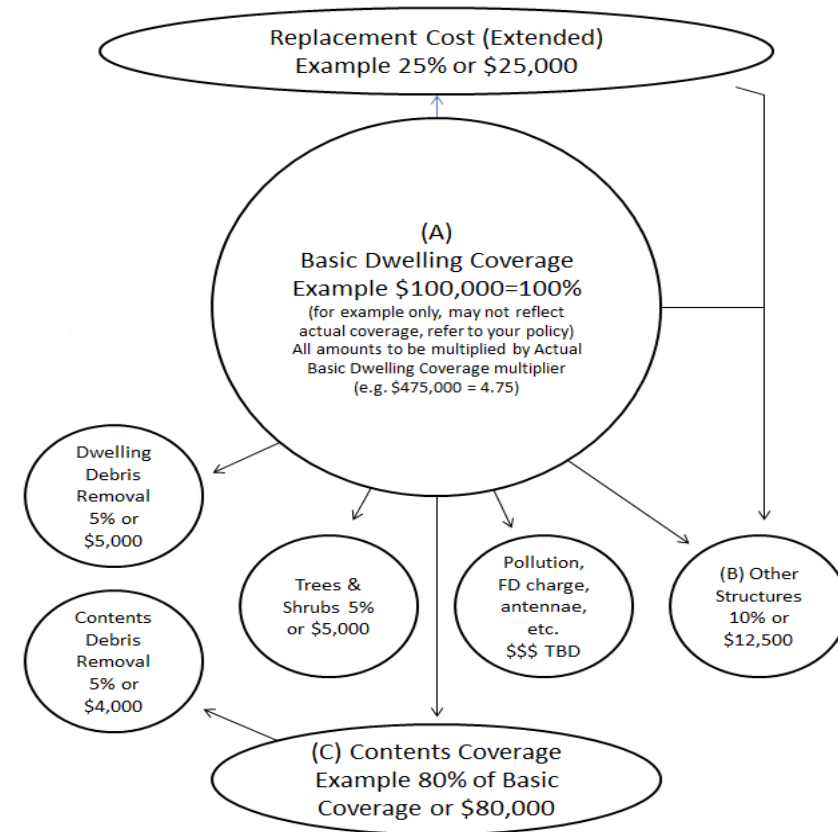 Replacement Cost (Extended)
Example 25% or $25,000
(A)
Basic Dwelling Coverage
Example $100,000=100%
(for example only, may not reflect
actual coverage, refer to your policy)
All amounts to be multiplied by Actual
Basic Dwelling Coverage multiplier
(e.g. $475,000 = 4.75)
Dwelling
Debris
Removal
5% or
$5,000
Trees &
Shrubs 5%
or $5,000
Pollution,
FD charge,
antennae,
etc.
$$$ TBD
(B) Other
Structures
10% or
$12,500
Contents
Debris
Removal
5% or
$4,000
(C) Contents Coverage
Example 80% of Basic
Coverage or $80,000